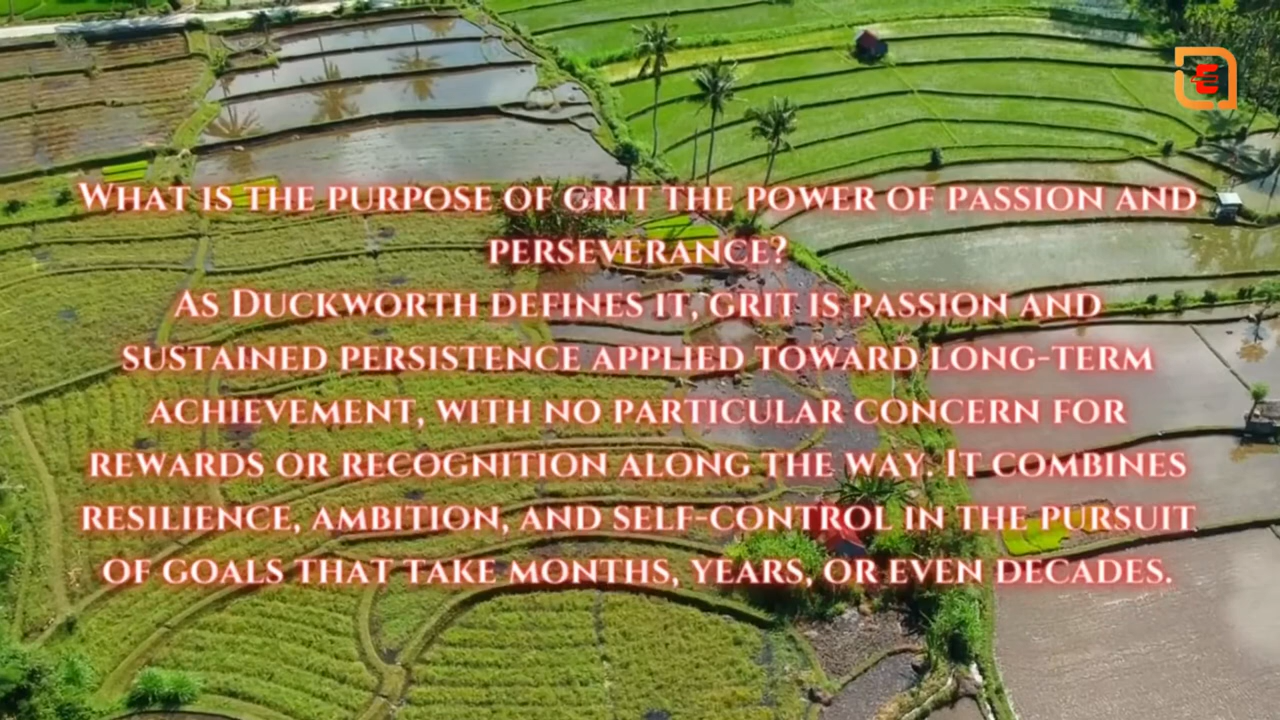 What is the purpose of grit the power of passion and
perseverance?
As Duckworth defines it, grit is passion and
sustained persistence applied toward long-term
achievement, with no particular concern for
rewards or recognition along the way. It combines
resilience, ambition, and self-control in the pursuit
of goals that take months, years, or even decades.